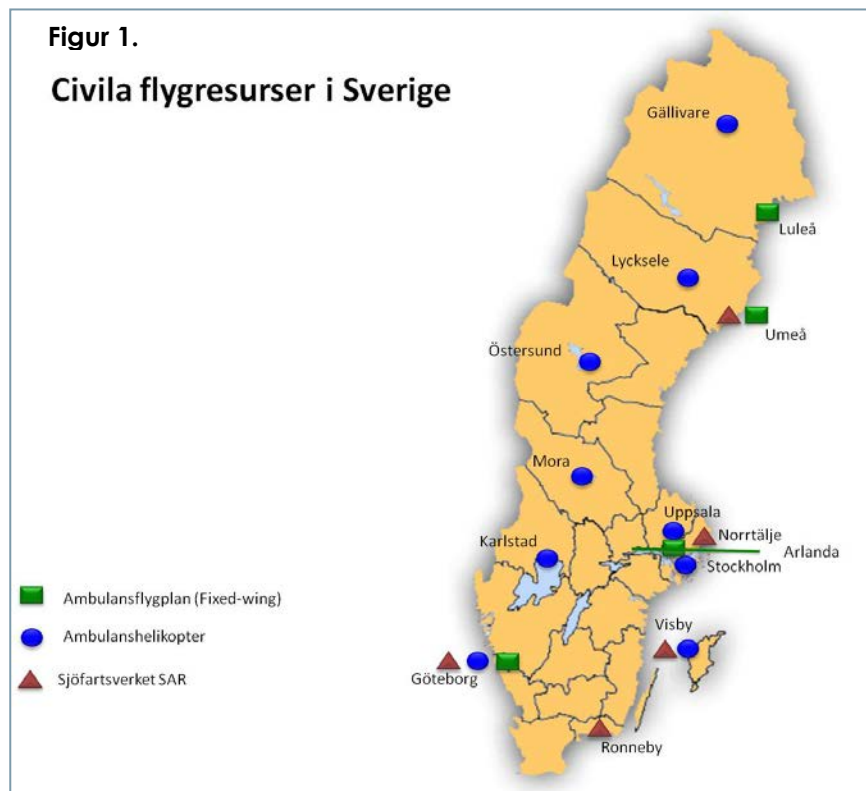 Figur 1.
Civila flygresurser i Sverige
Gällivare
Luleå
Lycksele
Umeå
Östersund
Mora
Uppsala
Norrtälje
Karlstad
Arlanda
Stockholm
Ambulansflygplan (Fixed-wing)
Visby
Ambulanshelikopter
Göteborg
Sjöfartsverket SAR
Ronneby